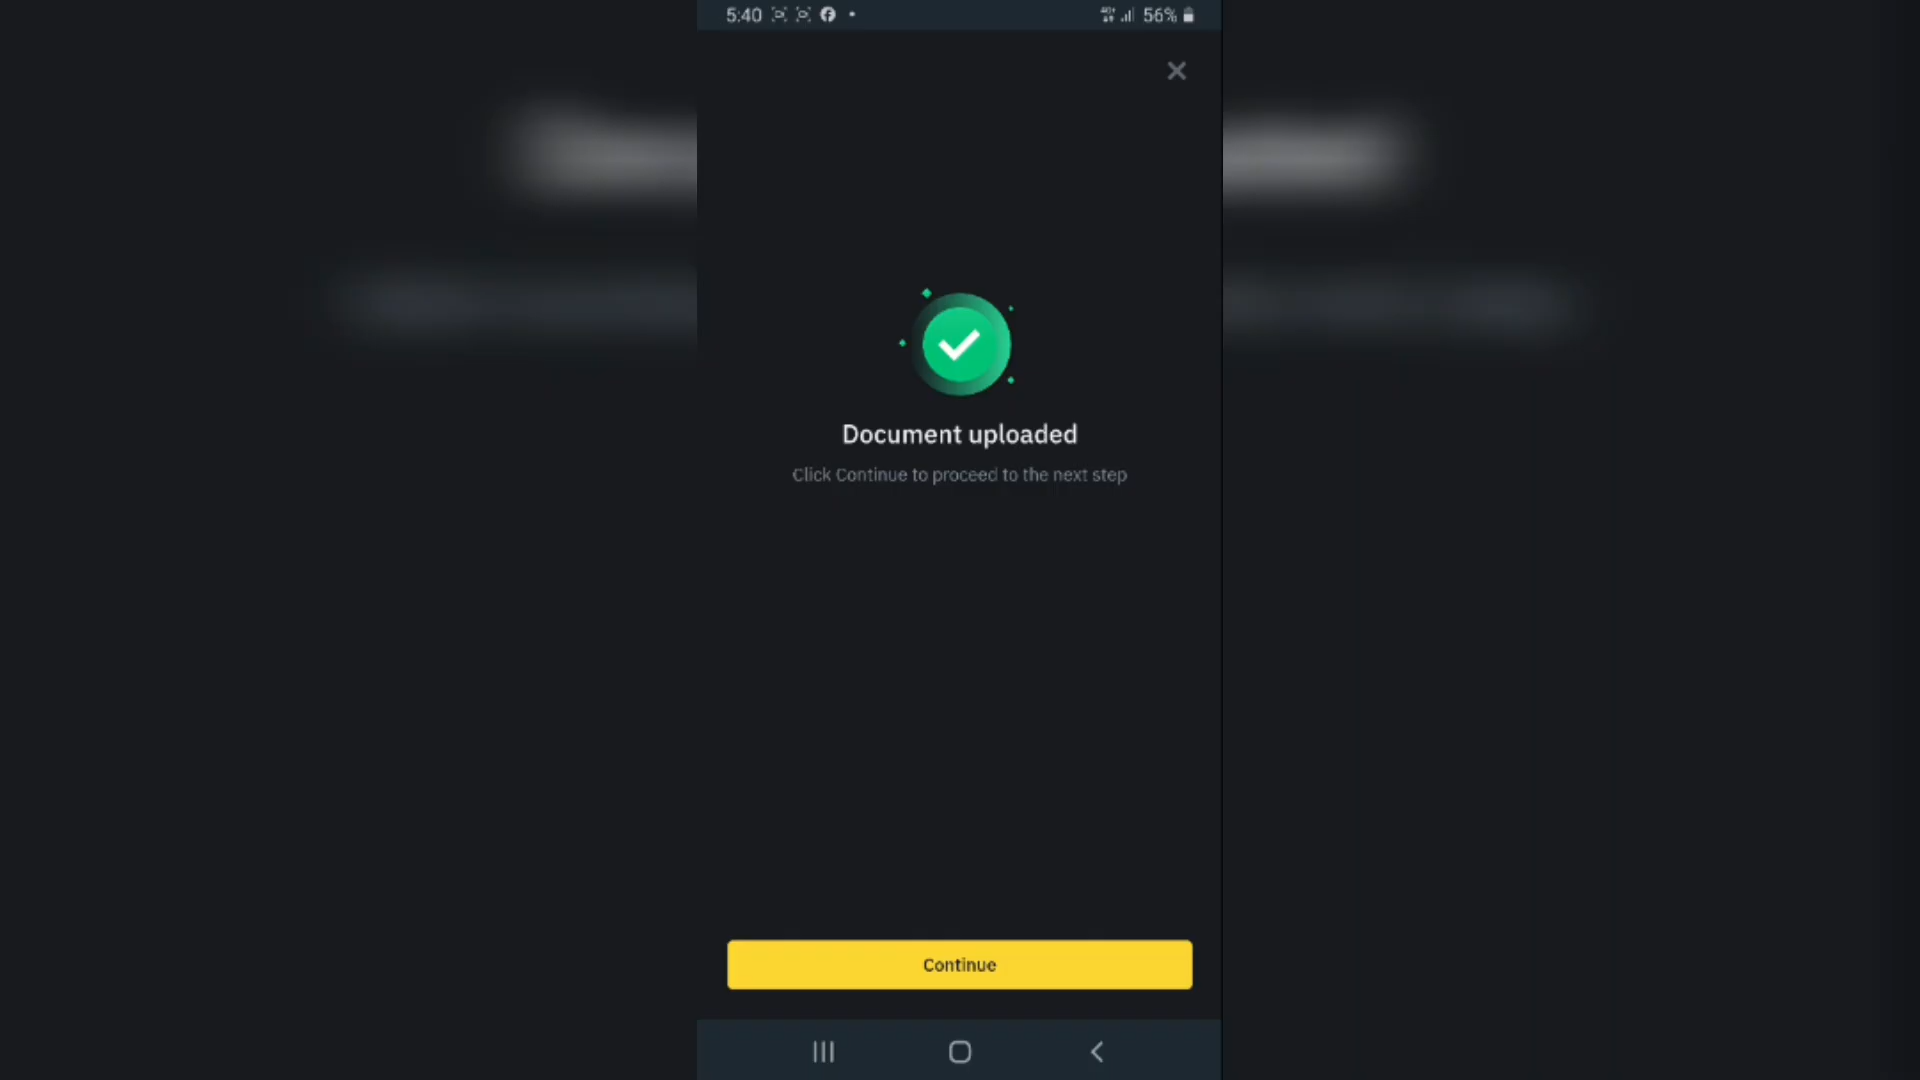 5:40 56%
Document uploaded
Click Continue to proceed to the next step
Continue